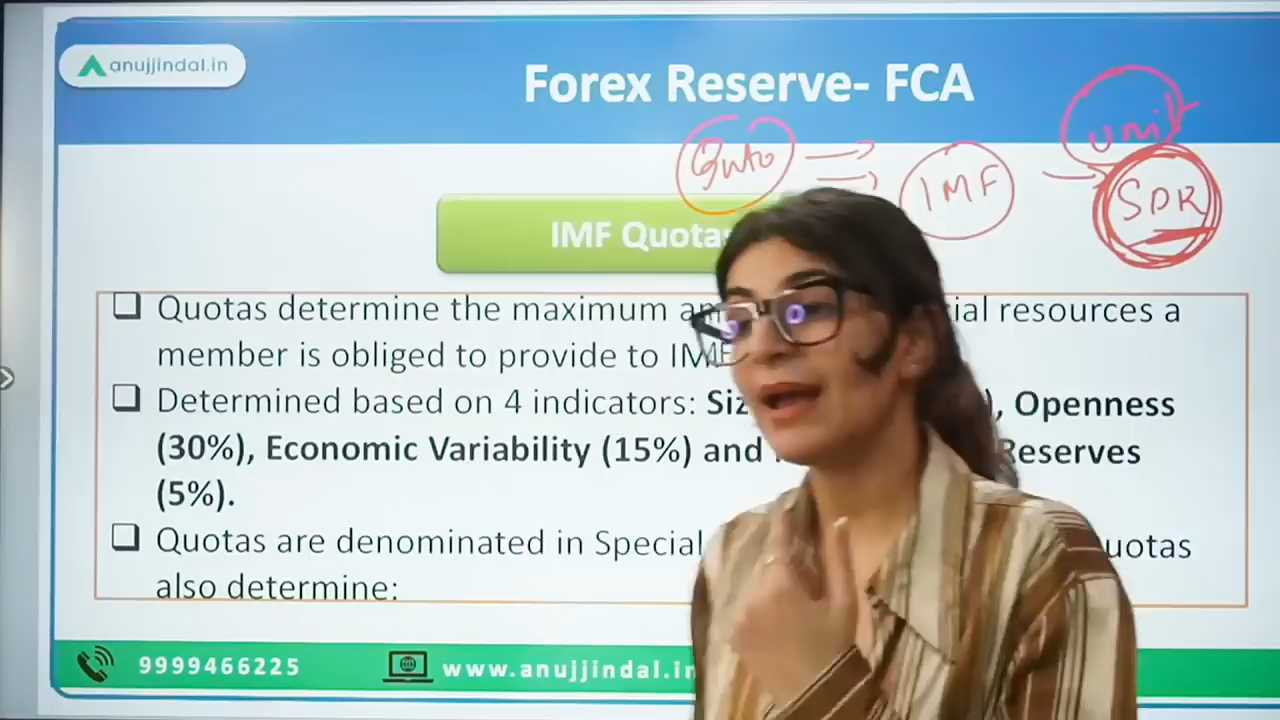 anujjindal.in
Forex Reserve- FCA
unit
Quto
IMF
SDR
IMF Quotas
Quotas determine the maximum ial resources a
member is obliged to provide to IMF
Determined based on 4 indicators: Siz ), Openness
(30%), Economic Variability (15%) and Reserves
(5%).
Quotas are denominated in Special uotas
also determine:
9999466225
www.anujjindal.in